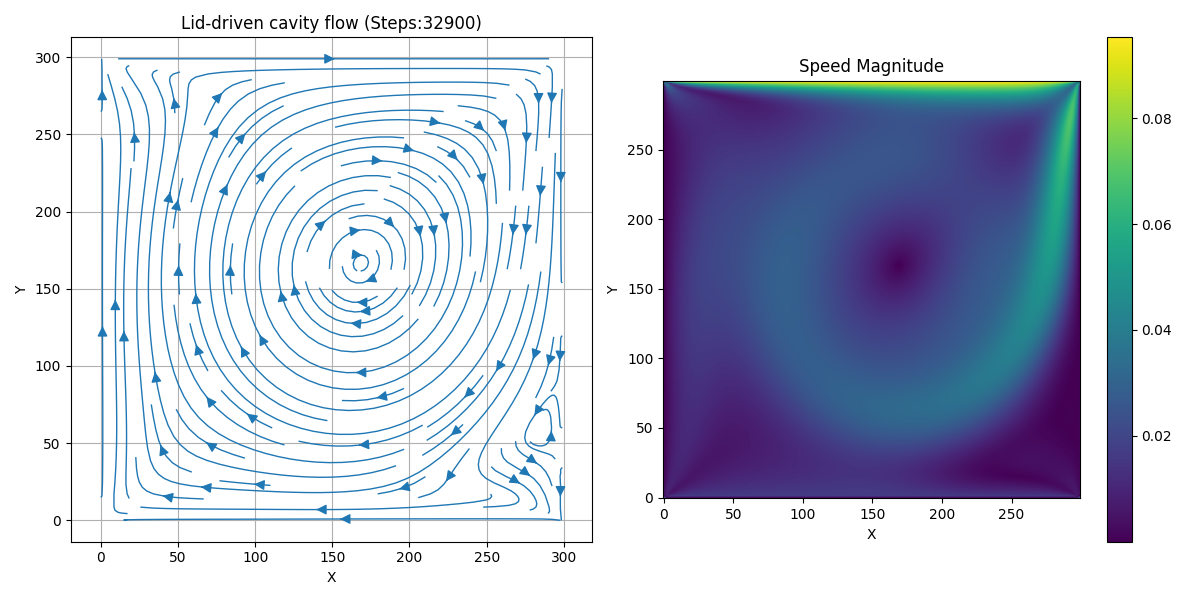 Lid-driven cavity flow (Steps:32900)
Y
300
250
200
150
100
50
0
0 50 100 150 200 250 300
X
Speed Magnitude
Y
250
200
150
100
50
0
0 50 100 150 200 250
X
0.08
0.06
0.04
0.02